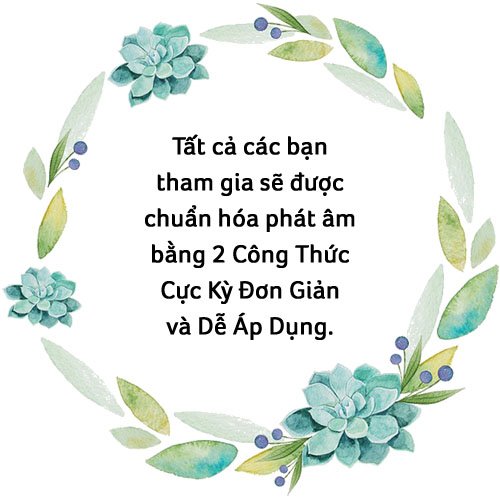 Tất cả các bạn
tham gia sẽ được
chuẩn hóa phát âm
bằng 2 Công Thức
Cực Kỳ Đơn Giản
và Dễ Áp Dụng.